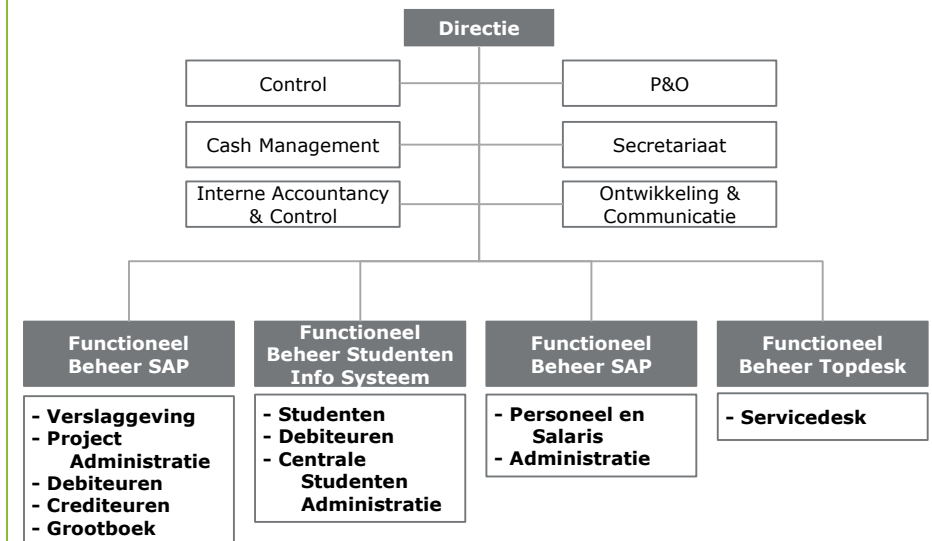 Directie
Control
P&O
Cash Management
Secretariaat
Interne Accountancy
& Control
Ontwikkeling &
Communicatie
Functioneel
Beheer SAP
- Verslaggeving
- Project
Administratie
- Debiteuren
- Crediteuren
- Grootboek
Functioneel
Beheer Studenten
Info Systeem
- Studenten
- Debiteuren
- Centrale
Studenten
Administratie
Functioneel
Beheer SAP
- Personeel en
Salaris
- Administratie
Functioneel
Beheer Topdesk
- Servicedesk